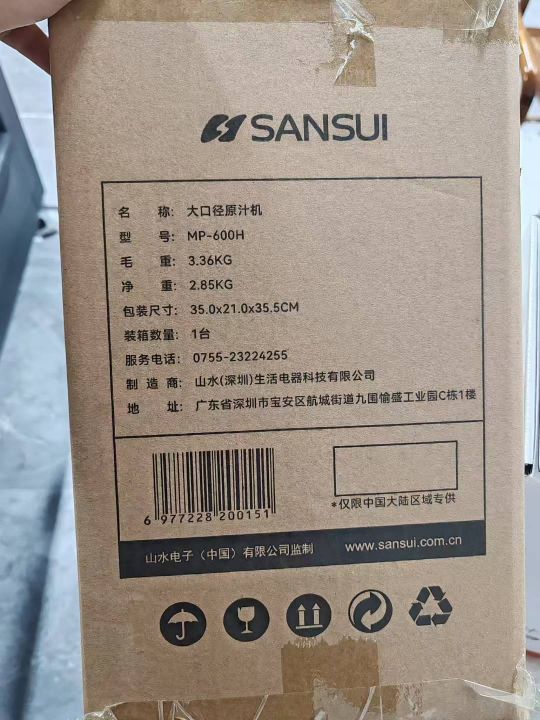 SANSUI
名 称: 大口径原汁机
型 号: MP-600H
毛 重: 3.36KG
净 重: 2.85KG
包装尺寸: 35.0x21.0x35.5CM
装箱数量: 1台
服务电话: 0755-23224255
制 造 商: 山水(深圳)生活电器科技有限公司
地 址: 广东省深圳市宝安区航城街道九围愉盛工业园C栋1楼
6 977228 200151
*仅限中国大陆区域专供
山水电子（中国）有限公司监制 www.sansui.com.cn